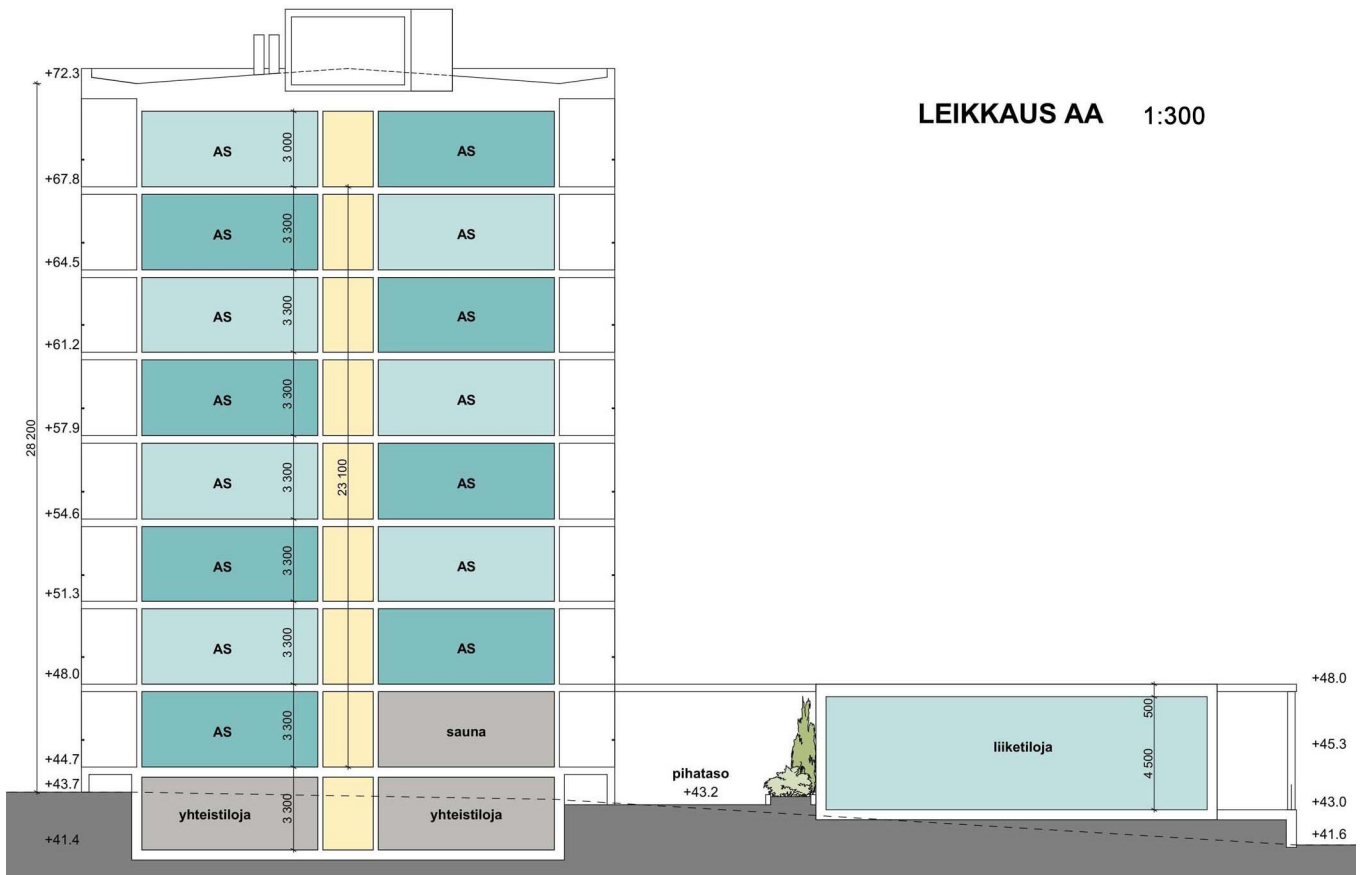 LEIKKAUS AA 1:300
+72.3
3 000
AS
AS
+67.8
3 300
AS
AS
+64.5
3 300
AS
AS
+61.2
3 300
AS
AS
+57.9
28 200
3 300
23 100
AS
AS
+54.6
3 300
AS
AS
+51.3
3 300
AS
AS
+48.0
3 300
AS
sauna
+44.7
+43.7
3 300
yhteistiloja
yhteistiloja
+41.4
pihataso
+43.2
liiketiloja
500
4 500
+48.0
+45.3
+43.0
+41.6